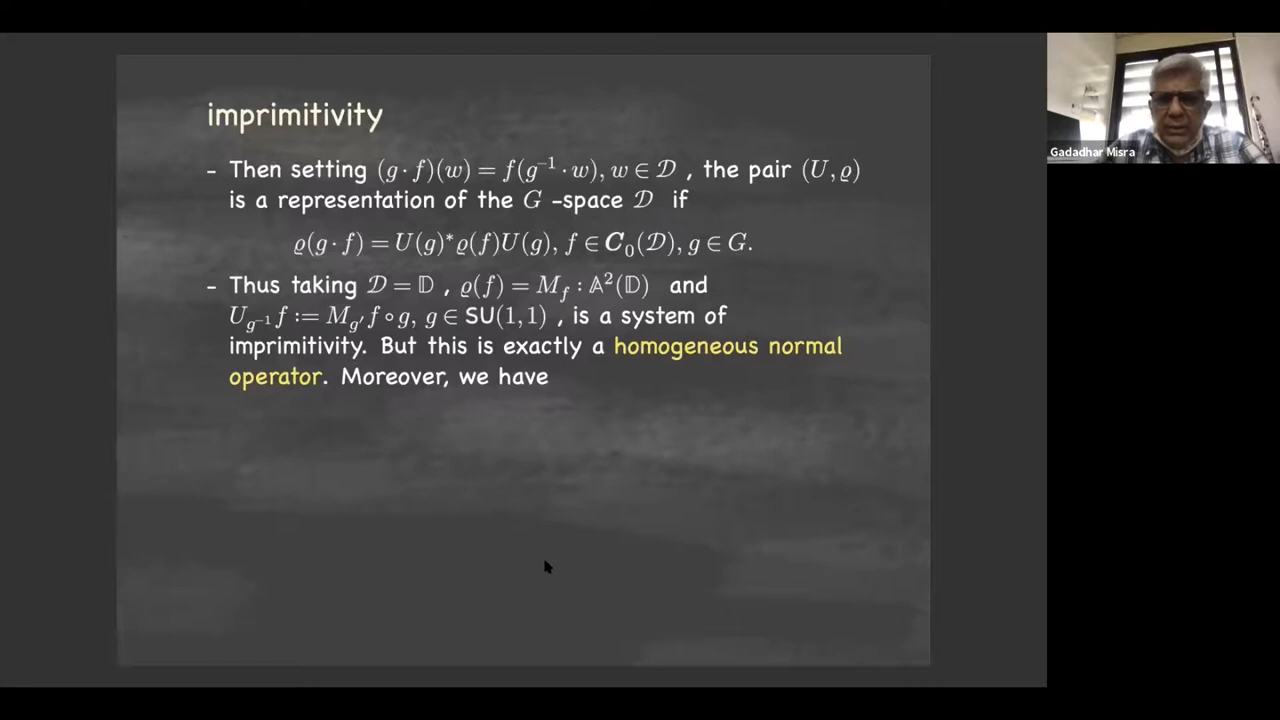 imprimitivity
- Then setting (g · f)(w) = f(g⁻¹ · w), w ∈ 𝒟 , the pair (U, ϱ)
is a representation of the G -space 𝒟 if
ϱ(g · f) = U(g)*ϱ(f)U(g), f ∈ C₀(𝒟), g ∈ G.
- Thus taking 𝒟 = 𝔻 , ϱ(f) = M_f : 𝔸²(𝔻) and
U_{g⁻¹}f := M_{g′}f ∘ g, g ∈ SU(1, 1) , is a system of
imprimitivity. But this is exactly a homogeneous normal
operator. Moreover, we have
Gadadhar Misra